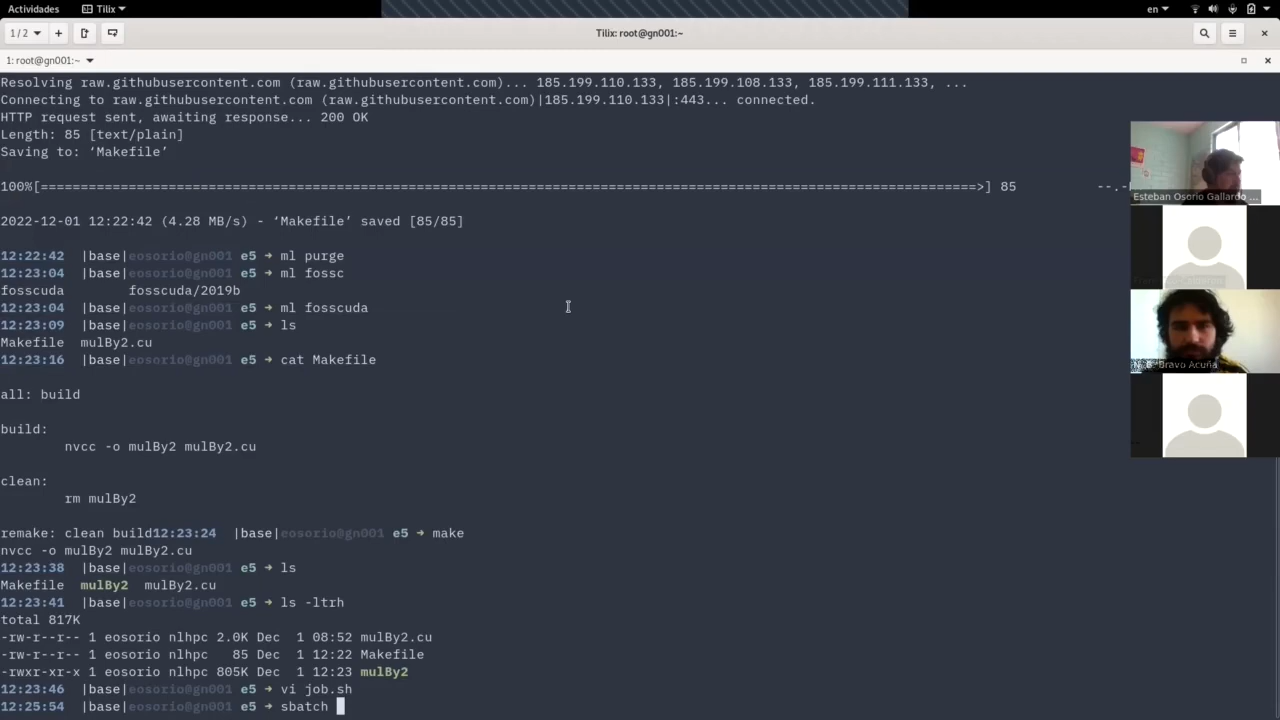 Actividades Tilix en
1/2 Tilix: root@gn001:~
1: root@gn001:~
Resolving raw.githubusercontent.com (raw.githubusercontent.com)... 185.199.110.133, 185.199.108.133, 185.199.111.133, ...
Connecting to raw.githubusercontent.com (raw.githubusercontent.com)|185.199.110.133|:443... connected.
HTTP request sent, awaiting response... 200 OK
Length: 85 [text/plain]
Saving to: ‘Makefile’
100%[======================================================================================================================>] 85 --.-
2022-12-01 12:22:42 (4.28 MB/s) - ‘Makefile’ saved [85/85]
12:22:42 |base|eosorio@gn001 e5 → ml purge
12:23:04 |base|eosorio@gn001 e5 → ml fossc
fosscuda fosscuda/2019b
12:23:04 |base|eosorio@gn001 e5 → ml fosscuda
12:23:09 |base|eosorio@gn001 e5 → ls
Makefile mulBy2.cu
12:23:16 |base|eosorio@gn001 e5 → cat Makefile
all: build
build:
nvcc -o mulBy2 mulBy2.cu
clean:
rm mulBy2
remake: clean build12:23:24 |base|eosorio@gn001 e5 → make
nvcc -o mulBy2 mulBy2.cu
12:23:38 |base|eosorio@gn001 e5 → ls
Makefile mulBy2 mulBy2.cu
12:23:41 |base|eosorio@gn001 e5 → ls -ltrh
total 817K
-rw-r--r-- 1 eosorio nlhpc 2.0K Dec 1 08:52 mulBy2.cu
-rw-r--r-- 1 eosorio nlhpc 85 Dec 1 12:22 Makefile
-rwxr-xr-x 1 eosorio nlhpc 805K Dec 1 12:23 mulBy2
12:23:46 |base|eosorio@gn001 e5 → vi job.sh
12:25:54 |base|eosorio@gn001 e5 → sbatch
Esteban Osorio Gallardo ...
Bravo Acuña